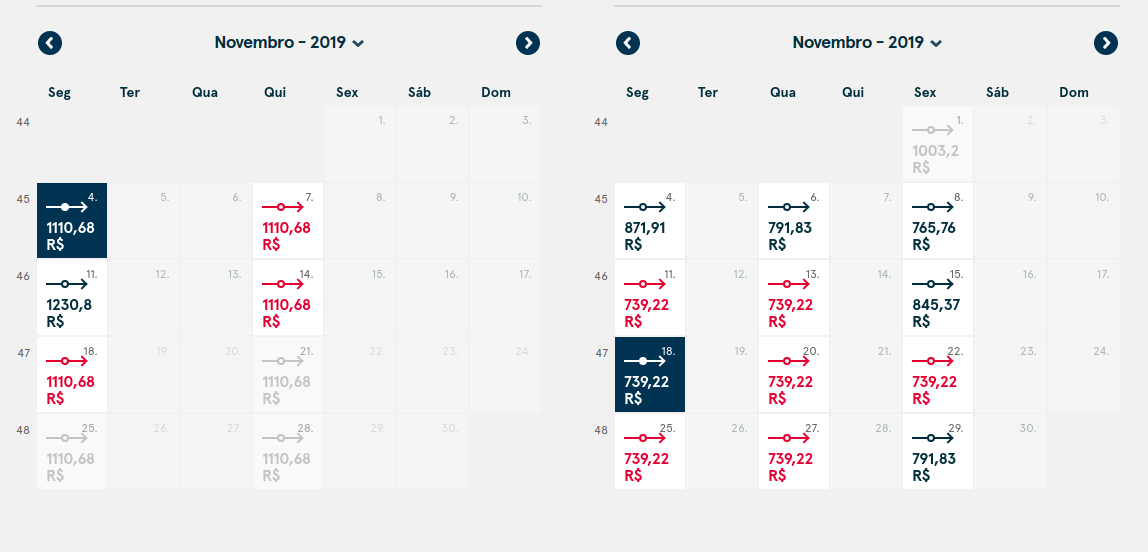 Novembro - 2019
Seg Ter Qua Qui Sex Sáb Dom
44 1. 2. 3.
45 4. 5. 6. 7. 8. 9. 10.
1110,68 1110,68
R$ R$
46 11. 12. 13. 14. 15. 16. 17.
1230,8 1110,68
R$ R$
47 18. 19. 20. 21. 22. 23. 24.
1110,68 1110,68
R$ R$
48 25. 26. 27. 28. 29. 30.
1110,68 1110,68
R$ R$
Novembro - 2019
Seg Ter Qua Qui Sex Sáb Dom
44 1. 2. 3.
1003,2
R$
45 4. 5. 6. 7. 8. 9. 10.
871,91 791,83 765,76
R$ R$ R$
46 11. 12. 13. 14. 15. 16. 17.
739,22 739,22 845,37
R$ R$ R$
47 18. 19. 20. 21. 22. 23. 24.
739,22 739,22 739,22
R$ R$ R$
48 25. 26. 27. 28. 29. 30.
739,22 739,22 791,83
R$ R$ R$